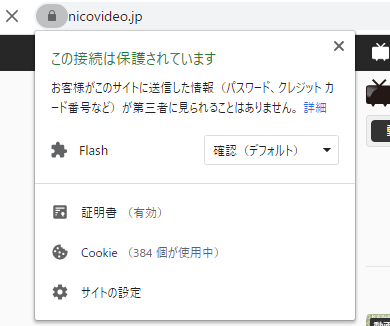 nicovideo.jp
この接続は保護されています
お客様がこのサイトに送信した情報（パスワード、クレジット カ
ード番号など）が第三者に見られることはありません。 詳細
Flash
確認（デフォルト）
証明書 （有効）
Cookie （384 個が使用中）
サイトの設定